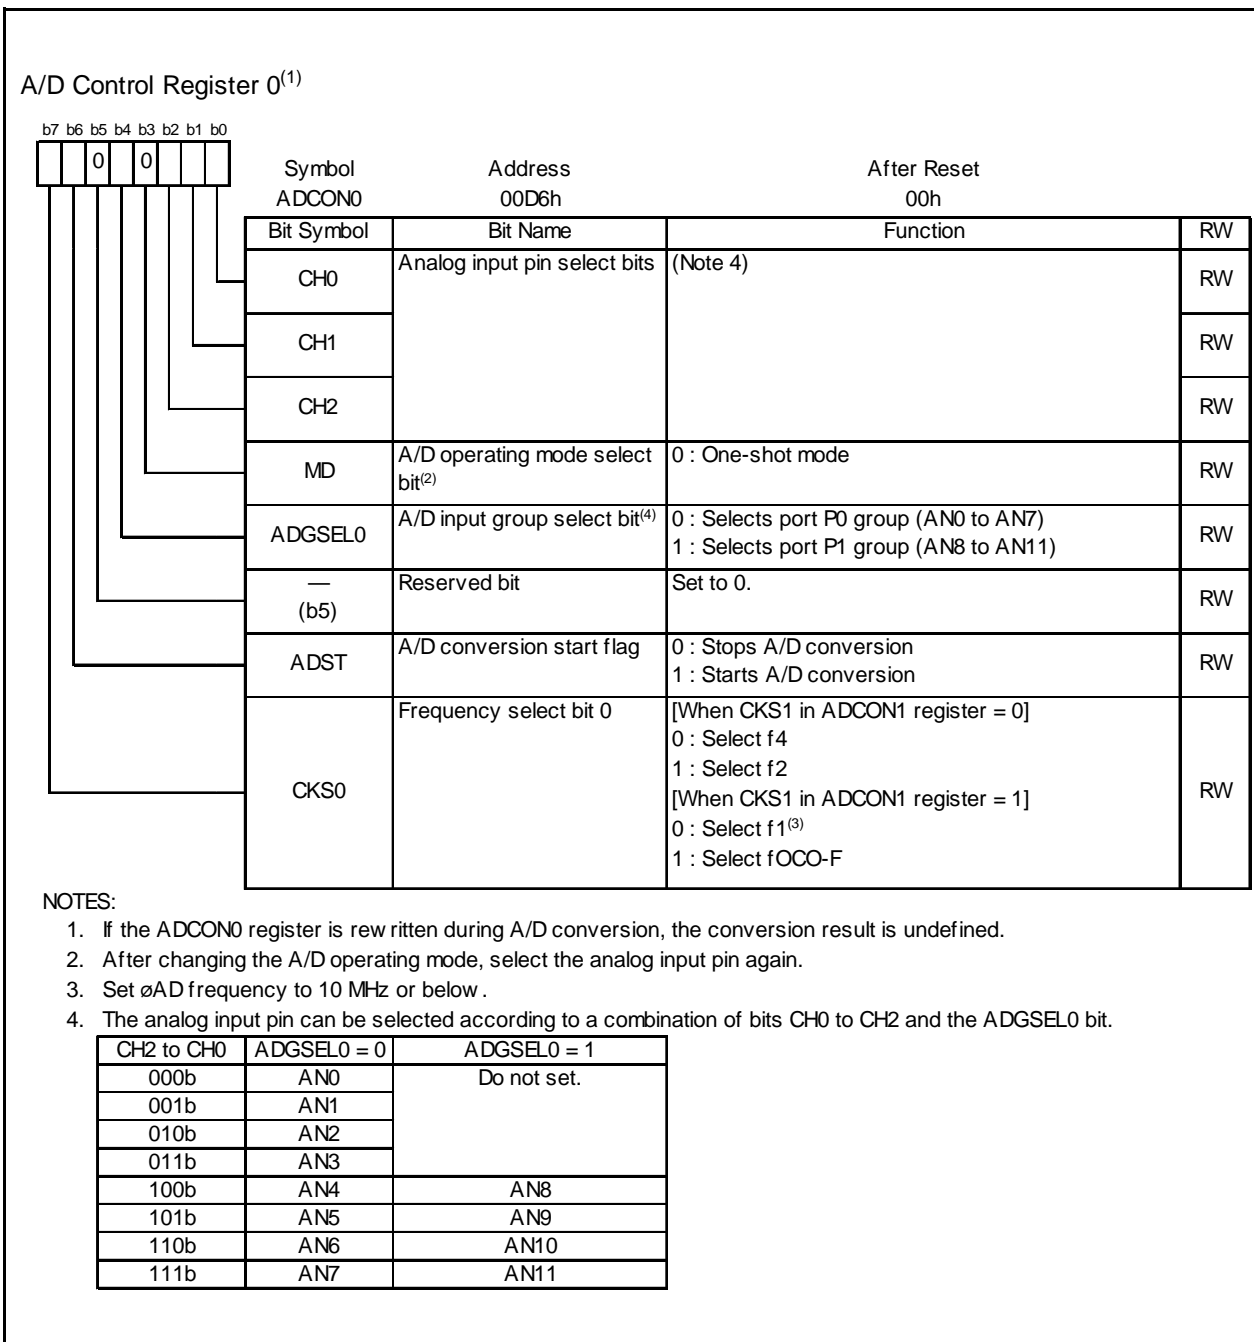 A/D Control Register 0(1)
b7 b6 b5 b4 b3 b2 b1 b0
0 0
Symbol Address After Reset
ADCON0 00D6h 00h
Bit Symbol Bit Name Function RW
CH0 Analog input pin select bits (Note 4) RW
CH1 RW
CH2 RW
MD A/D operating mode select bit(2) 0 : One-shot mode RW
ADGSEL0 A/D input group select bit(4) 0 : Selects port P0 group (AN0 to AN7)
1 : Selects port P1 group (AN8 to AN11) RW
— (b5) Reserved bit Set to 0. RW
ADST A/D conversion start flag 0 : Stops A/D conversion
1 : Starts A/D conversion RW
CKS0 Frequency select bit 0 [When CKS1 in ADCON1 register = 0]
0 : Select f4
1 : Select f2
[When CKS1 in ADCON1 register = 1]
0 : Select f1(3)
1 : Select fOCO-F RW
NOTES:
1. If the ADCON0 register is rewritten during A/D conversion, the conversion result is undefined.
2. After changing the A/D operating mode, select the analog input pin again.
3. Set øAD frequency to 10 MHz or below.
4. The analog input pin can be selected according to a combination of bits CH0 to CH2 and the ADGSEL0 bit.
CH2 to CH0 ADGSEL0 = 0 ADGSEL0 = 1
000b AN0 Do not set.
001b AN1
010b AN2
011b AN3
100b AN4 AN8
101b AN5 AN9
110b AN6 AN10
111b AN7 AN11